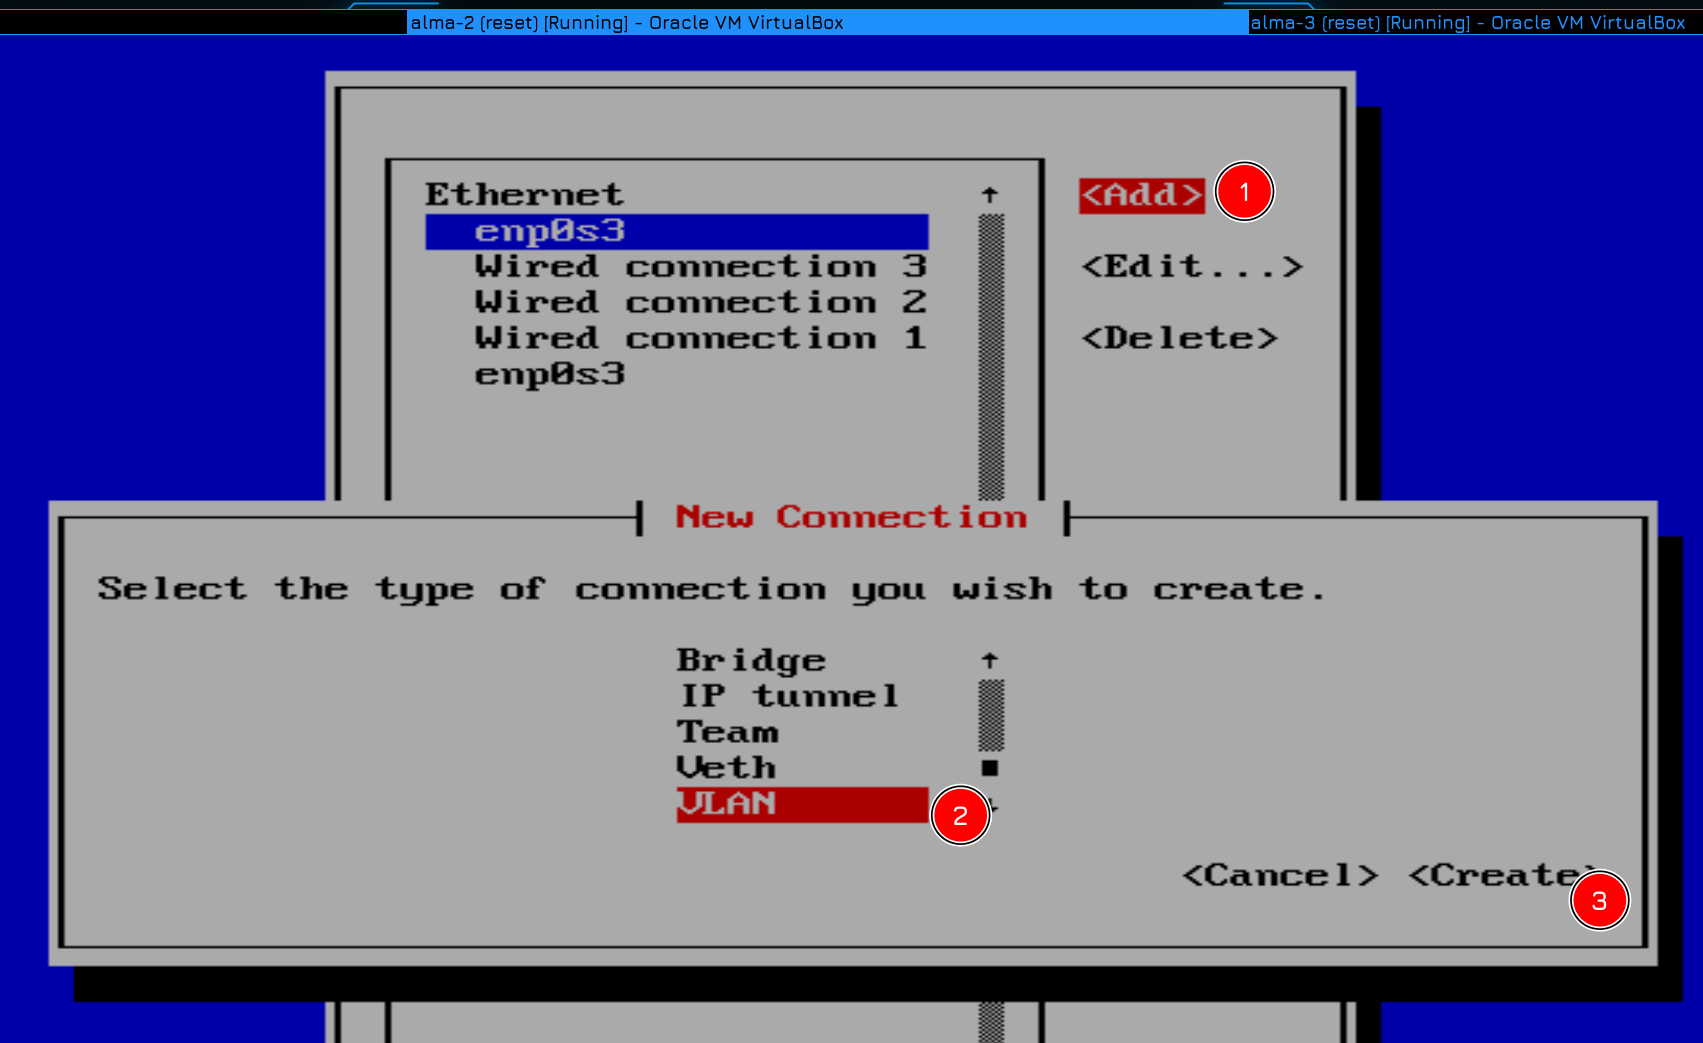 alma-2 (reset) [Running] - Oracle VM VirtualBox
alma-3 (reset) [Running] - Oracle VM VirtualBox
Ethernet ↑ <Add> 1
enp0s3
Wired connection 3 <Edit...>
Wired connection 2
Wired connection 1 <Delete>
enp0s3
New Connection
Select the type of connection you wish to create.
Bridge ↑
IP tunnel
Team
Veth
VLAN 2
<Cancel> <Create>
3